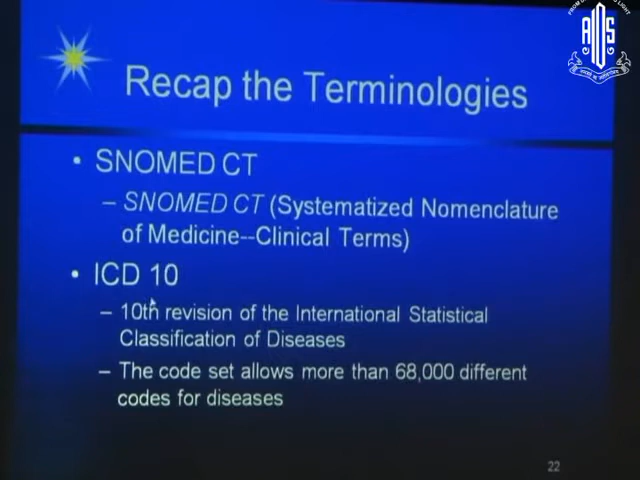 Recap the Terminologies
• SNOMED CT
– SNOMED CT (Systematized Nomenclature
of Medicine--Clinical Terms)
• ICD 10
– 10th revision of the International Statistical
Classification of Diseases
– The code set allows more than 68,000 different
codes for diseases
22